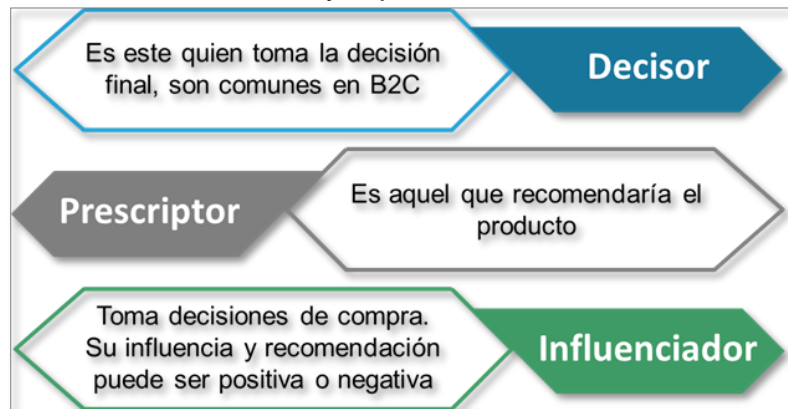 Es este quien toma la decisión
final, son comunes en B2C
Decisor
Prescriptor
Es aquel que recomendaría el
producto
Toma decisiones de compra.
Su influencia y recomendación
puede ser positiva o negativa
Influenciador